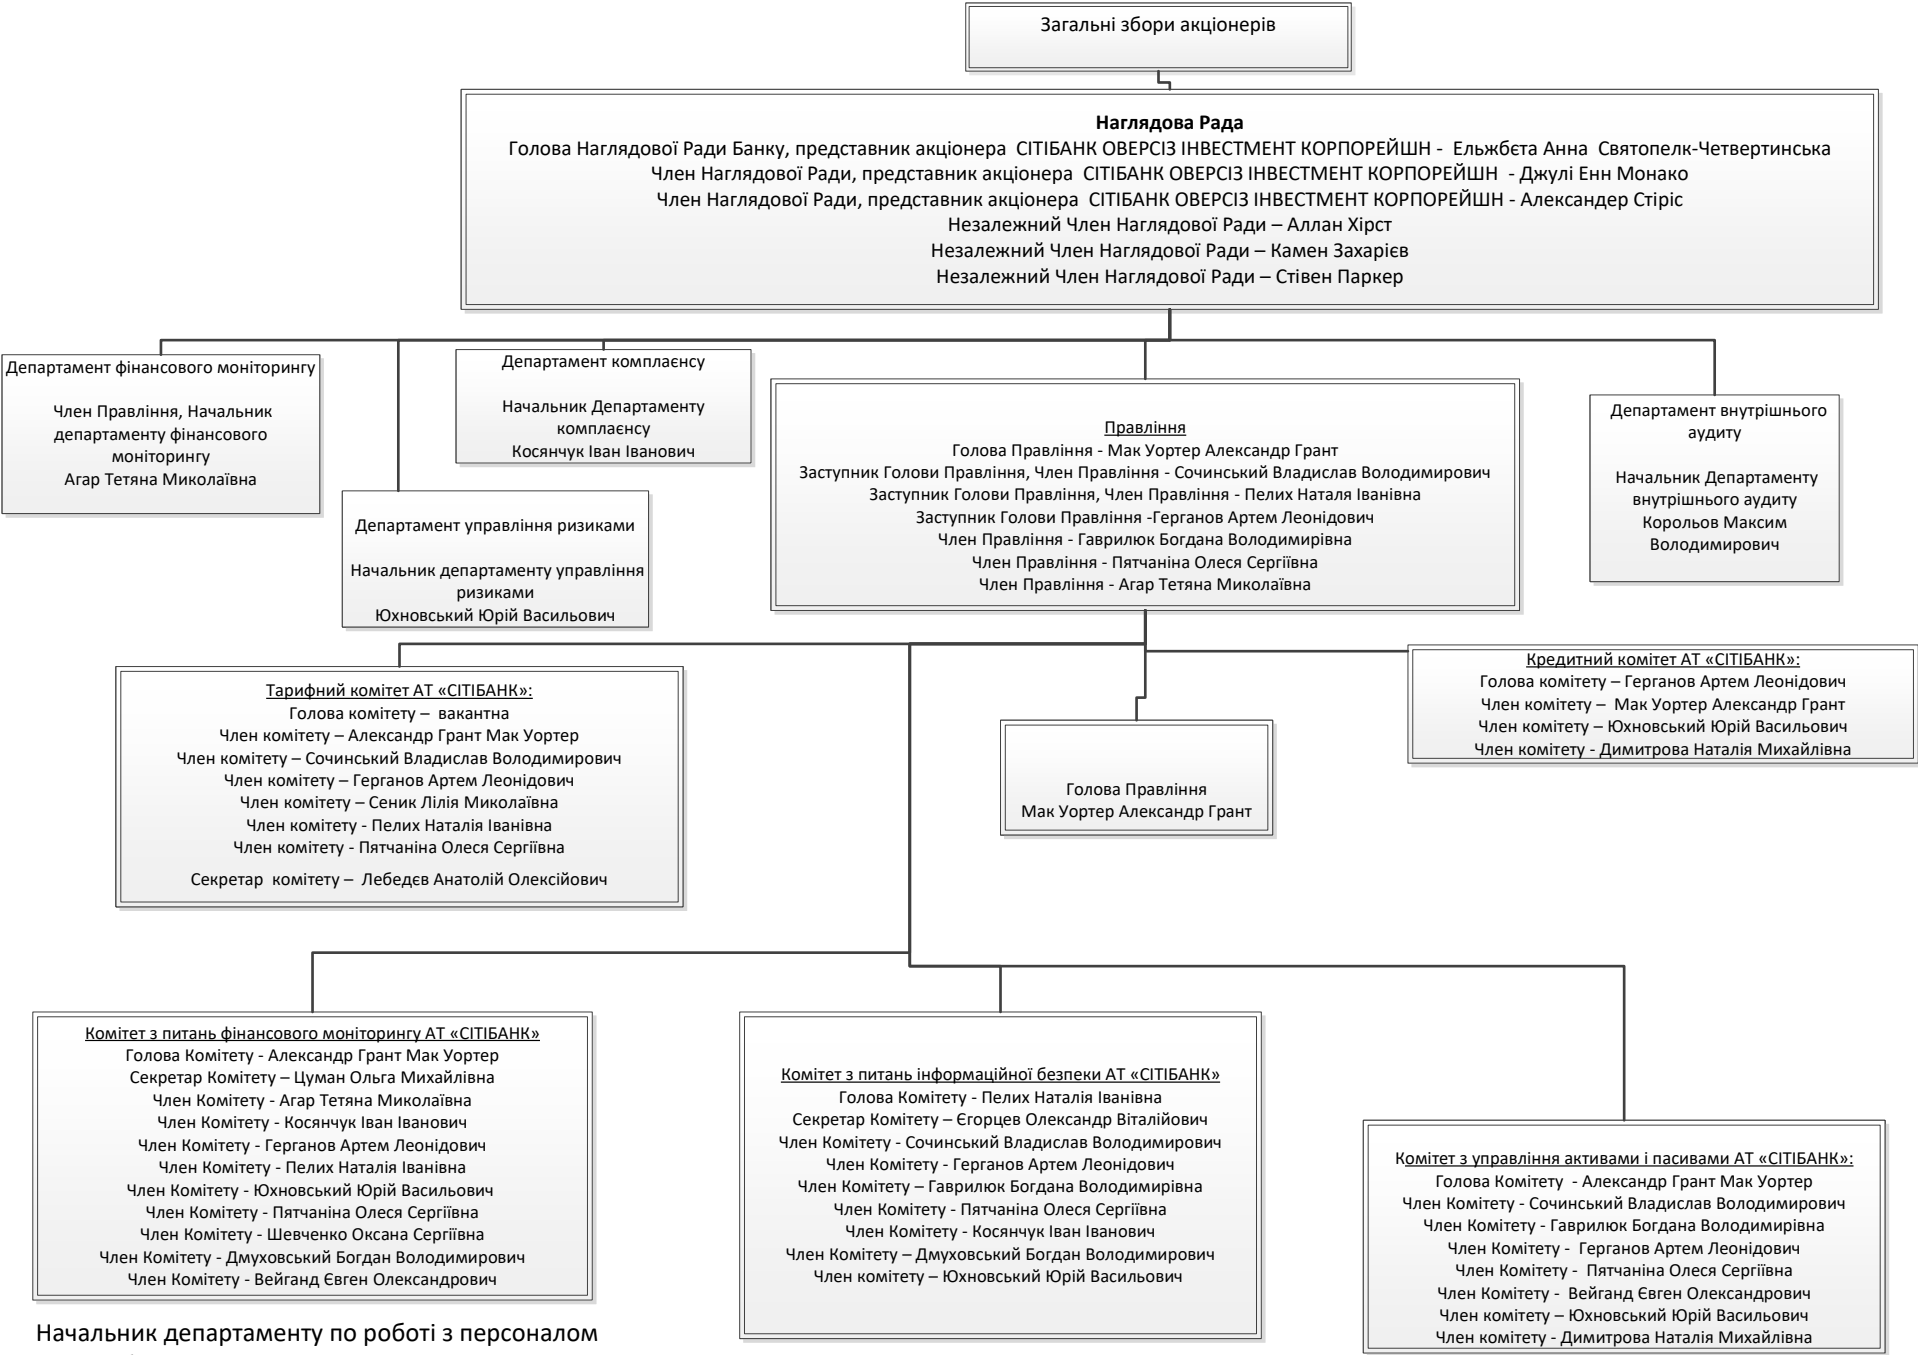 Загальні збори акціонерів
Наглядова Рада
Голова Наглядової Ради Банку, представник акціонера СІТІБАНК ОВЕРСІЗ ІНВЕСТМЕНТ КОРПОРЕЙШН - Ельжбєта Анна Святопелк-Четвертинська
Член Наглядової Ради, представник акціонера СІТІБАНК ОВЕРСІЗ ІНВЕСТМЕНТ КОРПОРЕЙШН - Джулі Енн Монако
Член Наглядової Ради, представник акціонера СІТІБАНК ОВЕРСІЗ ІНВЕСТМЕНТ КОРПОРЕЙШН - Александер Стіріс
Незалежний Член Наглядової Ради – Аллан Хірст
Незалежний Член Наглядової Ради – Камен Захарієв
Незалежний Член Наглядової Ради – Стівен Паркер
Департамент фінансового моніторингу
Член Правління, Начальник
департаменту фінансового
моніторингу
Агар Тетяна Миколаївна
Департамент управління ризиками
Начальник департаменту управління
ризиками
Юхновський Юрій Васильович
Департамент комплаєнсу
Начальник Департаменту
комплаєнсу
Косянчук Іван Іванович
Правління
Голова Правління - Мак Уортер Александр Грант
Заступник Голови Правління, Член Правління - Сочинський Владислав Володимирович
Заступник Голови Правління, Член Правління - Пелих Наталя Іванівна
Заступник Голови Правління -Герганов Артем Леонідович
Член Правління - Гаврилюк Богдана Володимирівна
Член Правління - Пятчаніна Олеся Сергіївна
Член Правління - Агар Тетяна Миколаївна
Департамент внутрішнього
аудиту
Начальник Департаменту
внутрішнього аудиту
Корольов Максим
Володимирович
Тарифний комітет АТ «СІТІБАНК»:
Голова комітету – вакантна
Член комітету – Александр Грант Мак Уортер
Член комітету – Сочинський Владислав Володимирович
Член комітету – Герганов Артем Леонідович
Член комітету – Сеник Лілія Миколаївна
Член комітету - Пелих Наталія Іванівна
Член комітету - Пятчаніна Олеся Сергіївна
Секретар комітету – Лебедєв Анатолій Олексійович
Голова Правління
Мак Уортер Александр Грант
Кредитний комітет АТ «СІТІБАНК»:
Голова комітету – Герганов Артем Леонідович
Член комітету – Мак Уортер Александр Грант
Член комітету – Юхновський Юрій Васильович
Член комітету - Димитрова Наталія Михайлівна
Комітет з питань фінансового моніторингу АТ «СІТІБАНК»
Голова Комітету - Александр Грант Мак Уортер
Секретар Комітету – Цуман Ольга Михайлівна
Член Комітету - Агар Тетяна Миколаївна
Член Комітету - Косянчук Іван Іванович
Член Комітету - Герганов Артем Леонідович
Член Комітету - Пелих Наталія Іванівна
Член Комітету - Юхновський Юрій Васильович
Член Комітету - Пятчаніна Олеся Сергіївна
Член Комітету - Шевченко Оксана Сергіївна
Член Комітету - Дмуховський Богдан Володимирович
Член Комітету - Вейганд Євген Олександрович
Комітет з питань інформаційної безпеки АТ «СІТІБАНК»
Голова Комітету - Пелих Наталія Іванівна
Секретар Комітету – Єгорцев Олександр Віталійович
Член Комітету - Сочинський Владислав Володимирович
Член Комітету - Герганов Артем Леонідович
Член Комітету – Гаврилюк Богдана Володимирівна
Член Комітету - Пятчаніна Олеся Сергіївна
Член Комітету - Косянчук Іван Іванович
Член Комітету – Дмуховський Богдан Володимирович
Член комітету – Юхновський Юрій Васильович
Комітет з управління активами і пасивами АТ «СІТІБАНК»:
Голова Комітету - Александр Грант Мак Уортер
Член Комітету - Сочинський Владислав Володимирович
Член Комітету - Гаврилюк Богдана Володимирівна
Член Комітету - Герганов Артем Леонідович
Член Комітету - Пятчаніна Олеся Сергіївна
Член Комітету - Вейганд Євген Олександрович
Член комітету – Юхновський Юрій Васильович
Член комітету - Димитрова Наталія Михайлівна
Начальник департаменту по роботі з персоналом